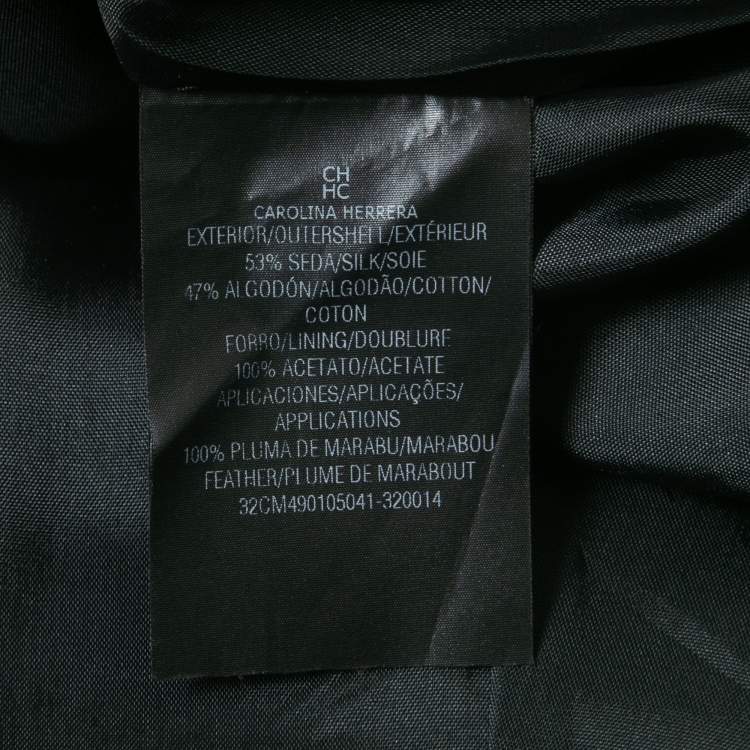 CH
HC
CAROLINA HERRERA
EXTERIOR/OUTERSHELL/EXTÉRIEUR
53% SEDA/SILK/SOIE
47% ALGODÓN/ALGODÃO/COTTON/
COTON
FORRO/LINING/DOUBLURE
100% ACETATO/ACETATE
APLICACIONES/APLICAÇÕES/
APPLICATIONS
100% PLUMA DE MARABU/MARABOU
FEATHER/PLUME DE MARABOUT
32CM490105041-320014